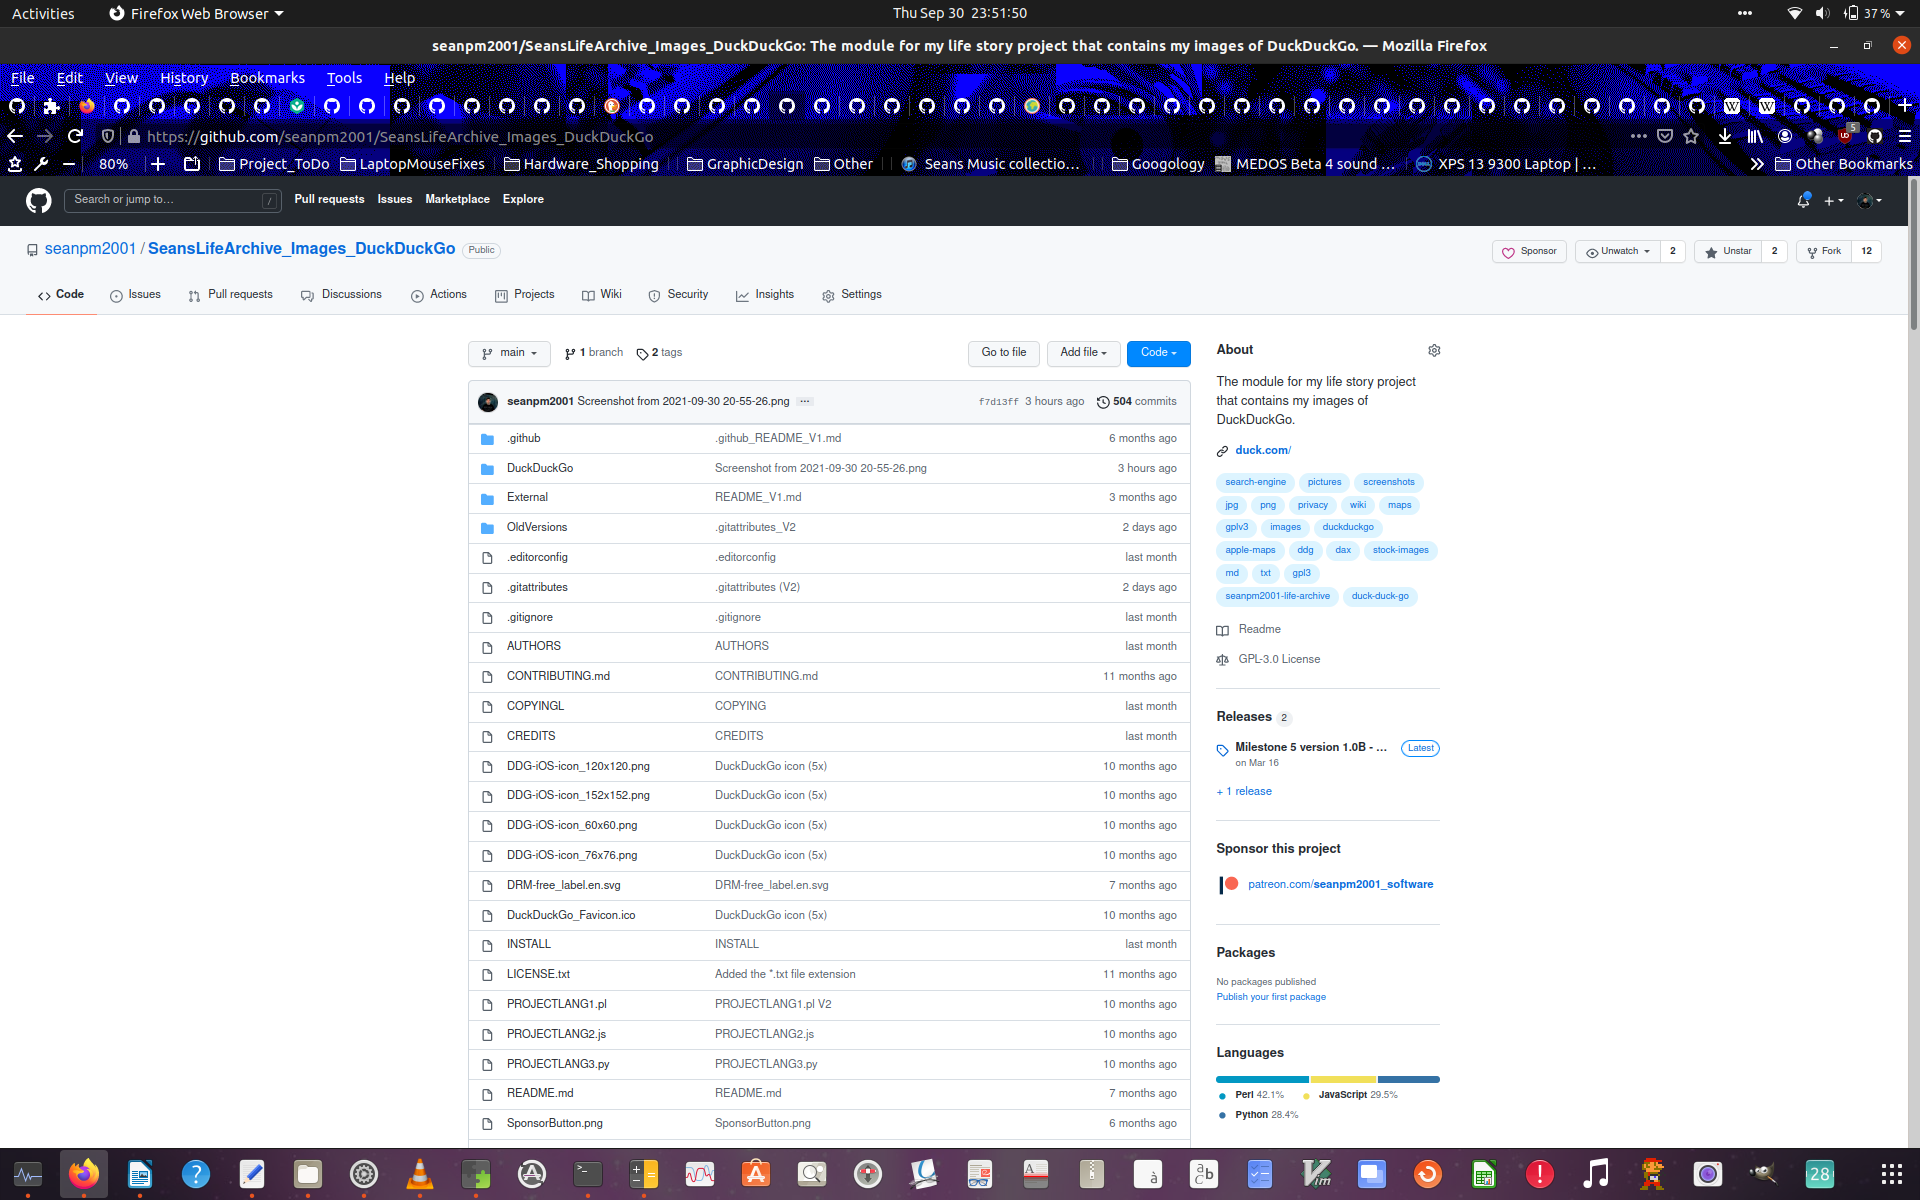 Activities Firefox Web Browser Thu Sep 30 23:51:50 37 %
seanpm2001/SeansLifeArchive_Images_DuckDuckGo: The module for my life story project that contains my images of DuckDuckGo. — Mozilla Firefox
File Edit View History Bookmarks Tools Help
https://github.com/seanpm2001/SeansLifeArchive_Images_DuckDuckGo 5
80% Project_ToDo LaptopMouseFixes Hardware_Shopping GraphicDesign Other Seans Music collectio… Googology MEDOS Beta 4 sound … XPS 13 9300 Laptop | … Other Bookmarks
Search or jump to… / Pull requests Issues Marketplace Explore
seanpm2001 / SeansLifeArchive_Images_DuckDuckGo Public Sponsor Unwatch 2 Unstar 2 Fork 12
Code Issues Pull requests Discussions Actions Projects Wiki Security Insights Settings
main 1 branch 2 tags Go to file Add file Code
seanpm2001 Screenshot from 2021-09-30 20-55-26.png … f7d13ff 3 hours ago 504 commits
.github .github_README_V1.md 6 months ago
DuckDuckGo Screenshot from 2021-09-30 20-55-26.png 3 hours ago
External README_V1.md 3 months ago
OldVersions .gitattributes_V2 2 days ago
.editorconfig .editorconfig last month
.gitattributes .gitattributes (V2) 2 days ago
.gitignore .gitignore last month
AUTHORS AUTHORS last month
CONTRIBUTING.md CONTRIBUTING.md 11 months ago
COPYINGL COPYING last month
CREDITS CREDITS last month
DDG-iOS-icon_120x120.png DuckDuckGo icon (5x) 10 months ago
DDG-iOS-icon_152x152.png DuckDuckGo icon (5x) 10 months ago
DDG-iOS-icon_60x60.png DuckDuckGo icon (5x) 10 months ago
DDG-iOS-icon_76x76.png DuckDuckGo icon (5x) 10 months ago
DRM-free_label.en.svg DRM-free_label.en.svg 7 months ago
DuckDuckGo_Favicon.ico DuckDuckGo icon (5x) 10 months ago
INSTALL INSTALL last month
LICENSE.txt Added the *.txt file extension 11 months ago
PROJECTLANG1.pl PROJECTLANG1.pl V2 10 months ago
PROJECTLANG2.js PROJECTLANG2.js 10 months ago
PROJECTLANG3.py PROJECTLANG3.py 10 months ago
README.md README.md 7 months ago
SponsorButton.png SponsorButton.png 6 months ago
About
The module for my life story project
that contains my images of
DuckDuckGo.
duck.com/
search-engine pictures screenshots
jpg png privacy wiki maps
gplv3 images duckduckgo
apple-maps ddg dax stock-images
md txt gpl3
seanpm2001-life-archive duck-duck-go
Readme
GPL-3.0 License
Releases 2
Milestone 5 version 1.0B - … Latest
on Mar 16
+ 1 release
Sponsor this project
patreon.com/seanpm2001_software
Packages
No packages published
Publish your first package
Languages
Perl 42.1% JavaScript 29.5%
Python 28.4%
28